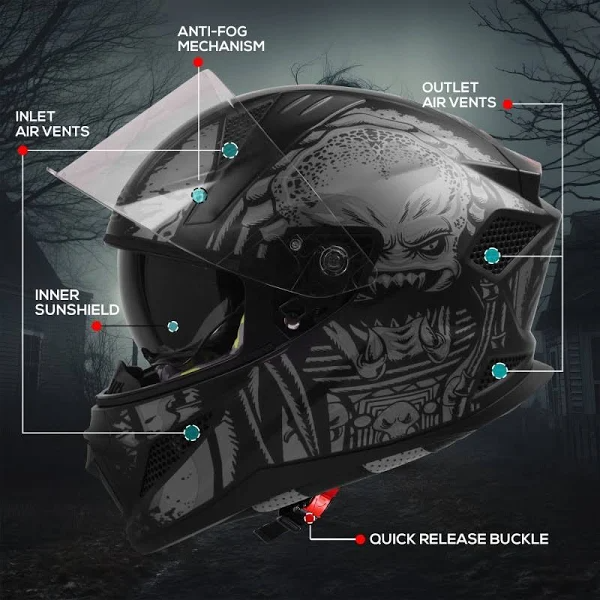 ANTI-FOG
MECHANISM
OUTLET
AIR VENTS
INLET
AIR VENTS
INNER
SUNSHIELD
QUICK RELEASE BUCKLE